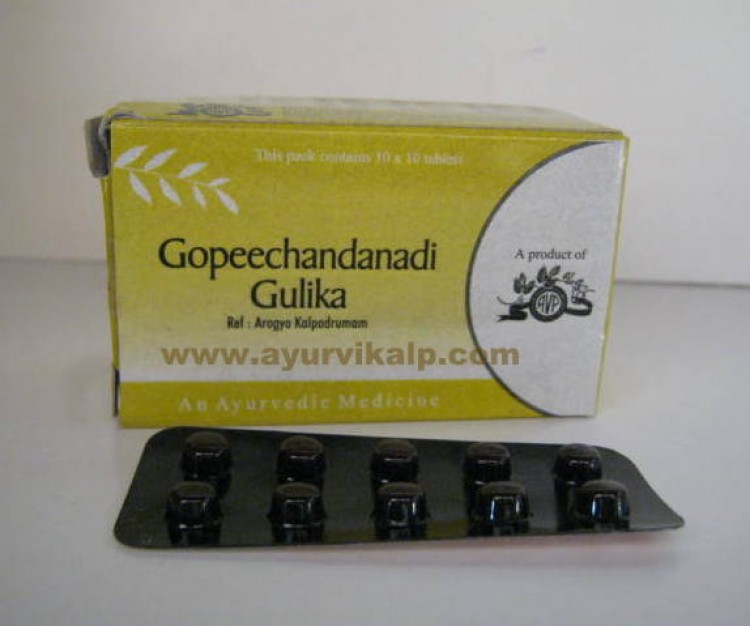 This pack contains 10 x 10 tablets
Gopeechandanadi
Gulika
Ref : Arogya Kalpadrumam
A product of
AVP
www.ayurvikalp.com
An Ayurvedic Medicine